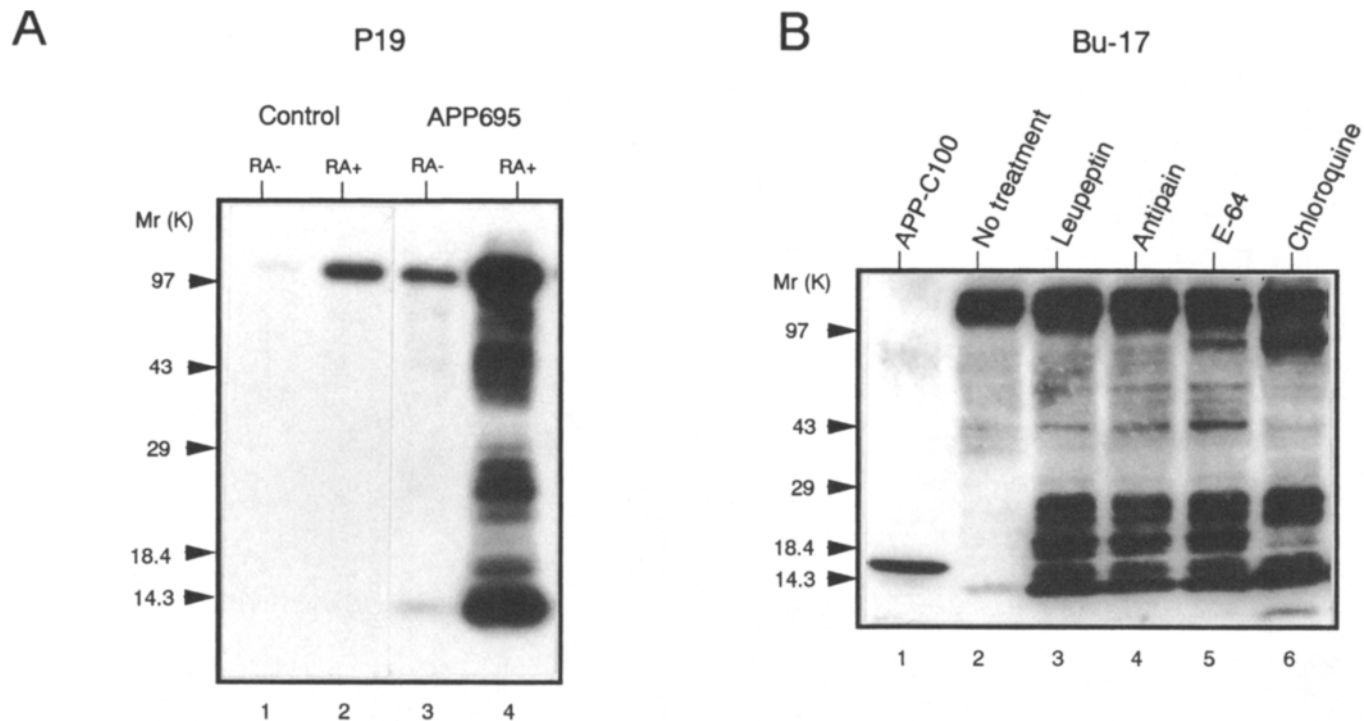 A
P19
Control APP695
RA- RA+ RA- RA+
Mr (K)
97
43
29
18.4
14.3
1 2 3 4
B
Bu-17
APP-C100
No treatment
Leupeptin
Antipain
E-64
Chloroquine
Mr (K)
97
43
29
18.4
14.3
1 2 3 4 5 6